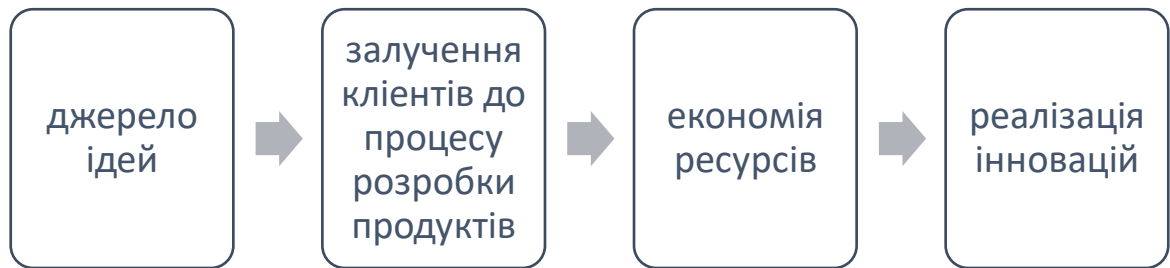 джерело
ідей
залучення
клієнтів до
процесу
розробки
продуктів
економія
ресурсів
реалізація
інновацій